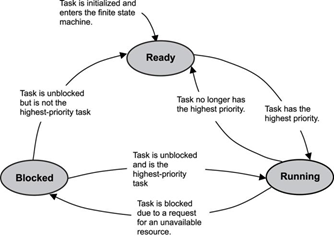 Task is initialized and
enters the finite state
machine.
Ready
Task is unblocked
but is not the
highest-priority task
Task no longer has
the highest priority.
Task has the
highest priority.
Task is unblocked
and is the
highest-priority
task
Blocked
Running
Task is blocked
due to a request
for an unavailable
resource.